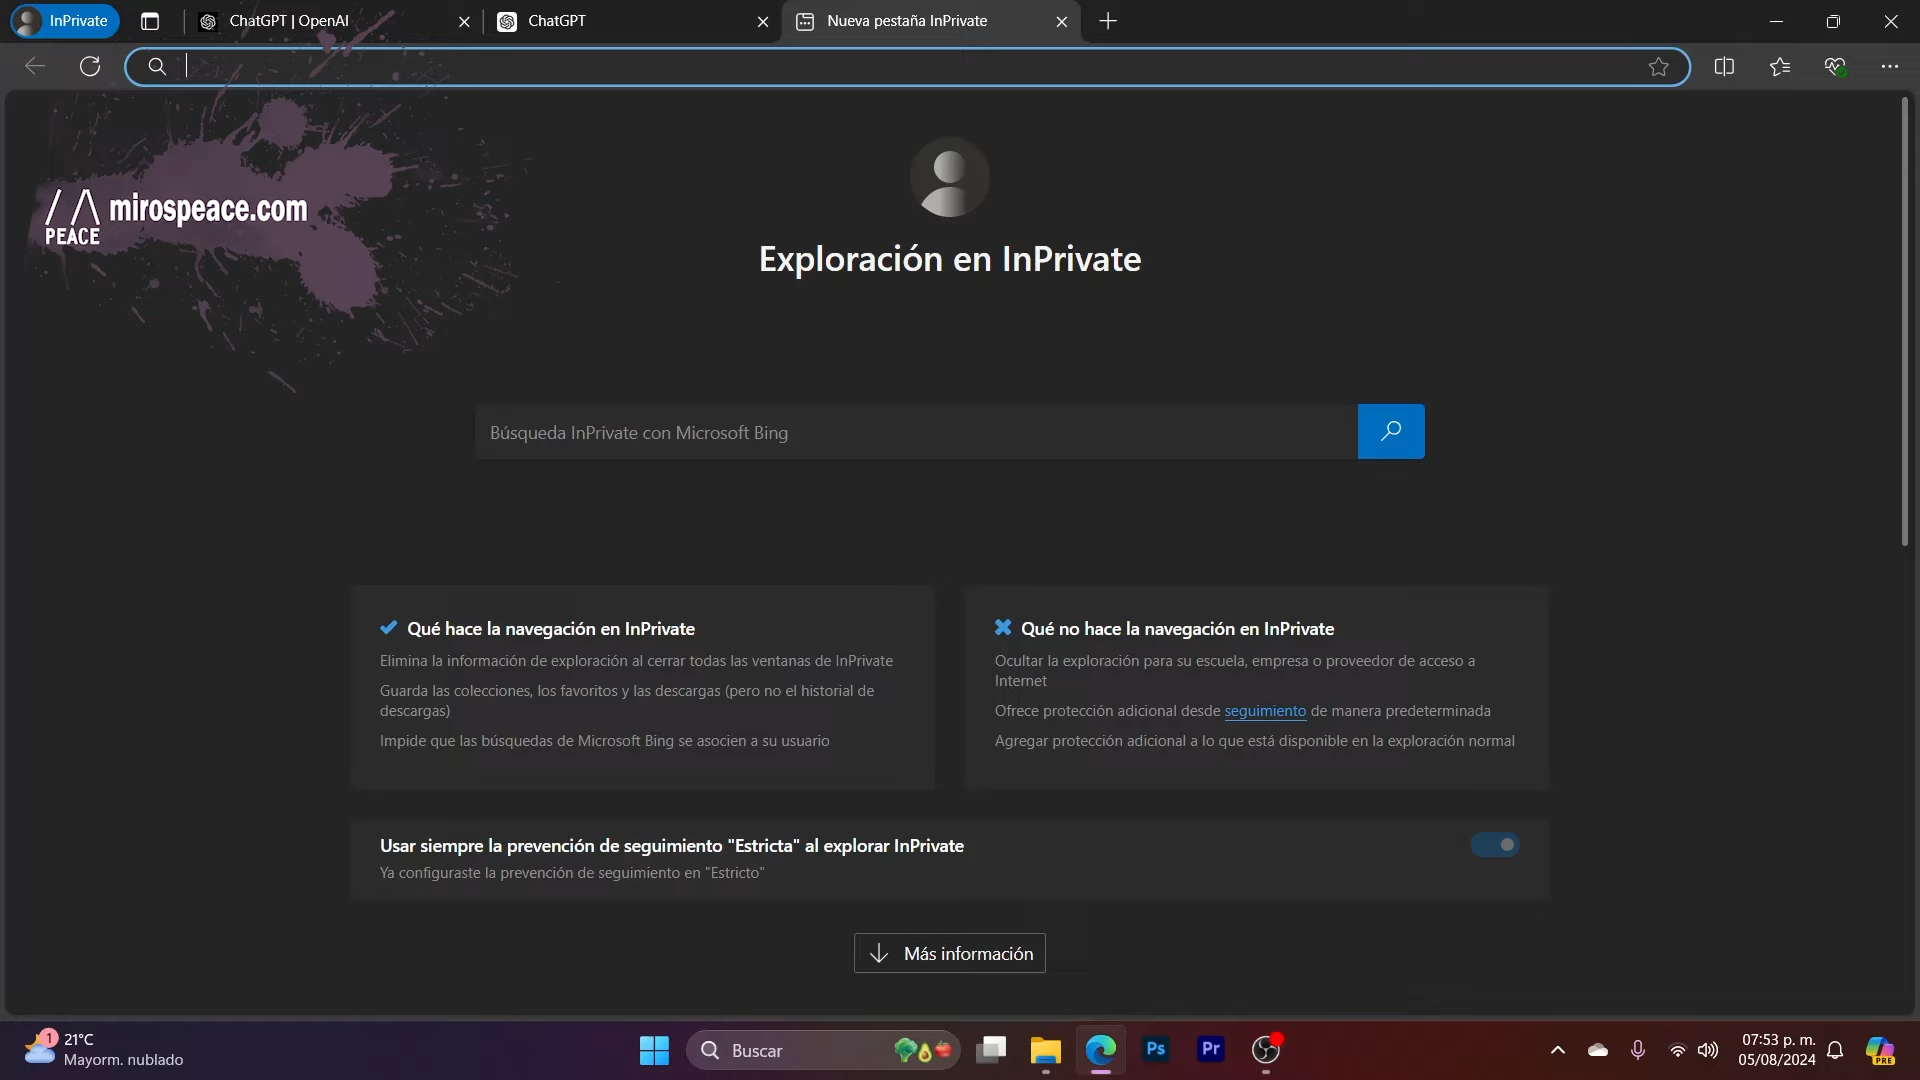 InPrivate
ChatGPT | OpenAI
ChatGPT
Nueva pestaña InPrivate
mirospeace.com
PEACE
Exploración en InPrivate
Búsqueda InPrivate con Microsoft Bing
Qué hace la navegación en InPrivate
Elimina la información de exploración al cerrar todas las ventanas de InPrivate
Guarda las colecciones, los favoritos y las descargas (pero no el historial de
descargas)
Impide que las búsquedas de Microsoft Bing se asocien a su usuario
Qué no hace la navegación en InPrivate
Ocultar la exploración para su escuela, empresa o proveedor de acceso a
Internet
Ofrece protección adicional desde seguimiento de manera predeterminada
Agregar protección adicional a lo que está disponible en la exploración normal
Usar siempre la prevención de seguimiento "Estricta" al explorar InPrivate
Ya configuraste la prevención de seguimiento en "Estricto"
Más información
1
21°C
Mayorm. nublado
Buscar
Ps
Pr
07:53 p. m.
05/08/2024
PRE